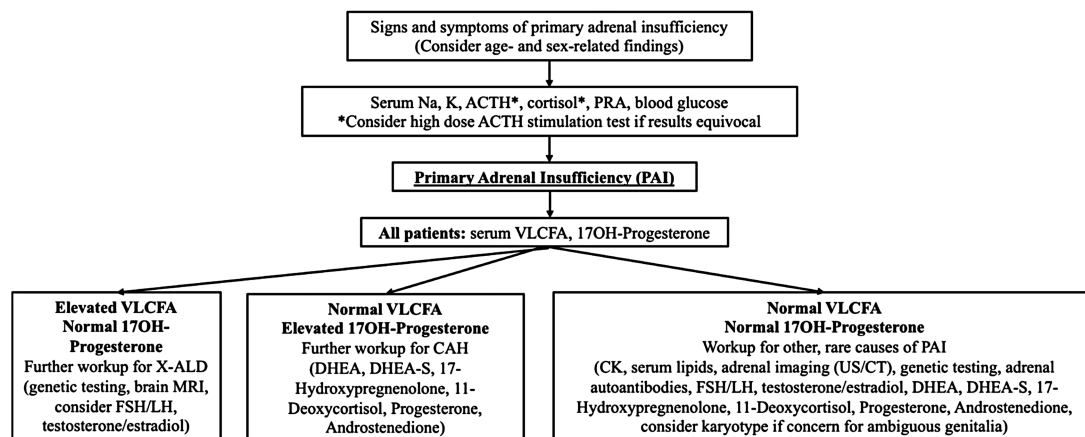 Signs and symptoms of primary adrenal insufficiency
(Consider age- and sex-related findings)
Serum Na, K, ACTH*, cortisol*, PRA, blood glucose
*Consider high dose ACTH stimulation test if results equivocal
Primary Adrenal Insufficiency (PAI)
All patients: serum VLCFA, 17OH-Progesterone
Elevated VLCFA
Normal 17OH-
Progesterone
Further workup for X-ALD
(genetic testing, brain MRI,
consider FSH/LH,
testosterone/estradiol)
Normal VLCFA
Elevated 17OH-Progesterone
Further workup for CAH
(DHEA, DHEA-S, 17-
Hydroxypregnenolone, 11-
Deoxycortisol, Progesterone,
Androstenedione)
Normal VLCFA
Normal 17OH-Progesterone
Workup for other, rare causes of PAI
(CK, serum lipids, adrenal imaging (US/CT), genetic testing, adrenal
autoantibodies, FSH/LH, testosterone/estradiol, DHEA, DHEA-S, 17-
Hydroxypregnenolone, 11-Deoxycortisol, Progesterone, Androstenedione,
consider karyotype if concern for ambiguous genitalia)